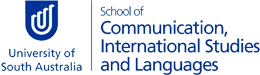 University of
South Australia
School of
Communication,
International Studies
and Languages